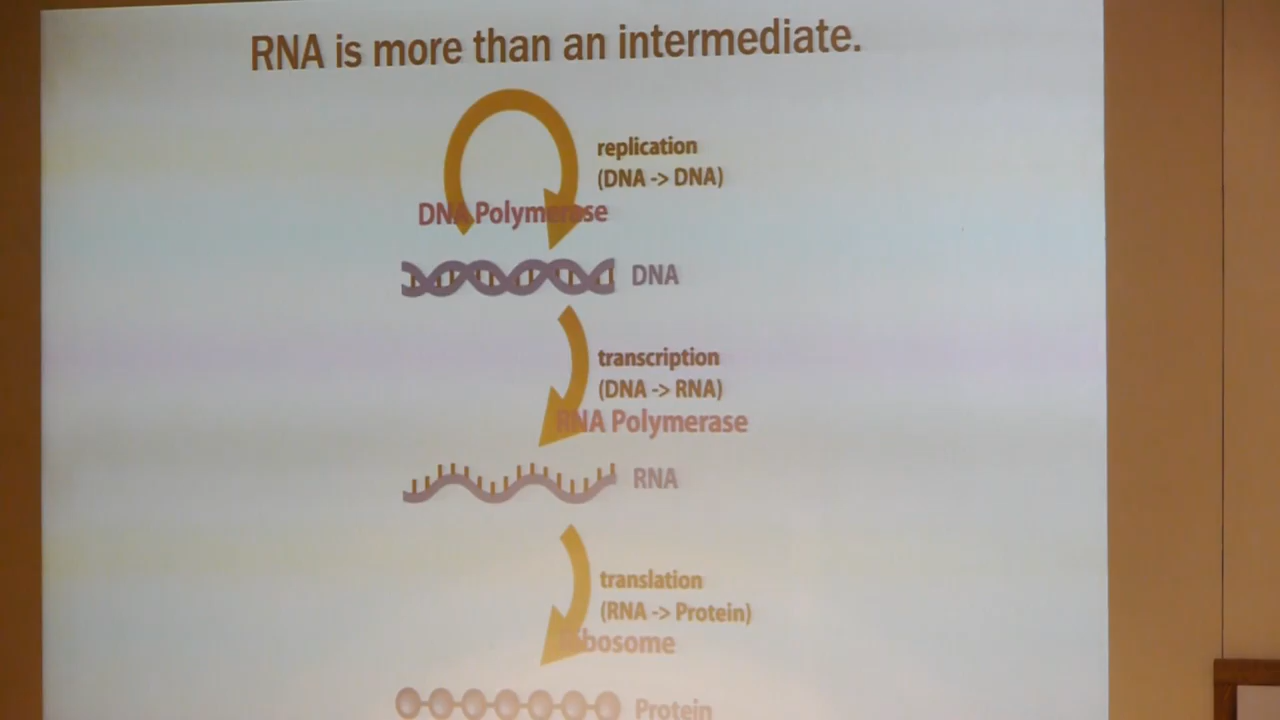 RNA is more than an intermediate.
replication
(DNA -> DNA)
DNA Polymerase
DNA
transcription
(DNA -> RNA)
RNA Polymerase
RNA
translation
(RNA -> Protein)
Ribosome
Protein